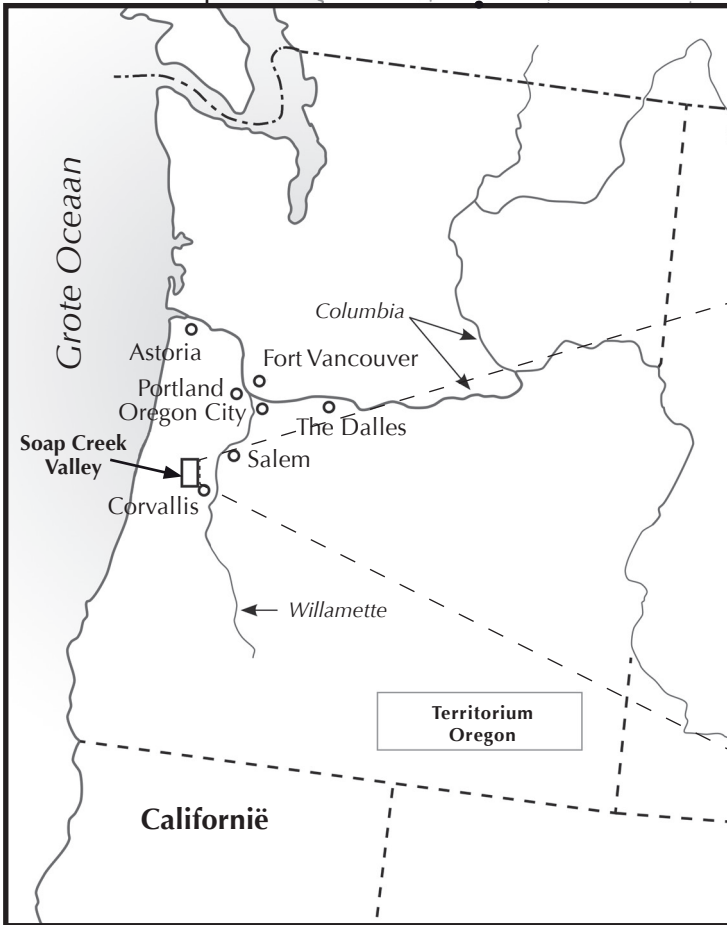 Grote Oceaan
Columbia
Astoria
Fort Vancouver
Portland
Oregon City
The Dalles
Soap Creek
Valley
Salem
Corvallis
Willamette
Territorium
Oregon
Californië